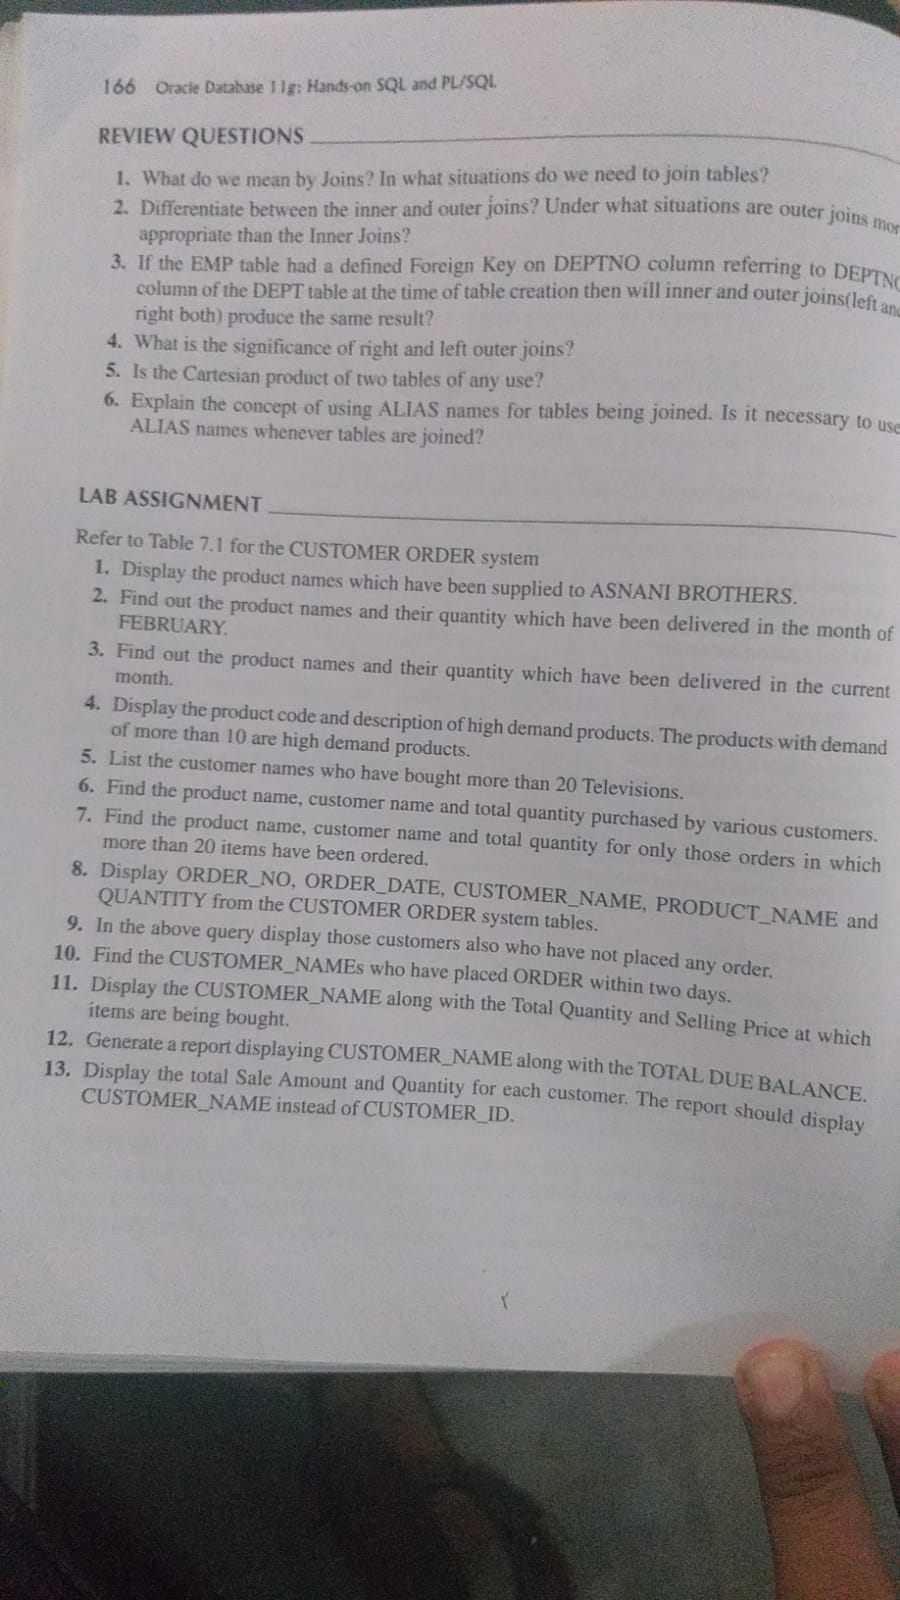 166 Oracle Database 11g: Hands-on SQL and PL/SQL
REVIEW QUESTIONS
1. What do we mean by Joins? In what situations do we need to join tables?
2. Differentiate between the inner and outer joins? Under what situations are outer joins mor
appropriate than the Inner Joins?
3. If the EMP table had a defined Foreign Key on DEPTNO column referring to DEPTNO
column of the DEPT table at the time of table creation then will inner and outer joins(left and
right both) produce the same result?
4. What is the significance of right and left outer joins?
5. Is the Cartesian product of two tables of any use?
6. Explain the concept of using ALIAS names for tables being joined. Is it necessary to use
ALIAS names whenever tables are joined?
LAB ASSIGNMENT
Refer to Table 7.1 for the CUSTOMER ORDER system
1. Display the product names which have been supplied to ASNANI BROTHERS.
2. Find out the product names and their quantity which have been delivered in the month of
FEBRUARY.
3. Find out the product names and their quantity which have been delivered in the current
month.
4. Display the product code and description of high demand products. The products with demand
of more than 10 are high demand products.
5. List the customer names who have bought more than 20 Televisions.
6. Find the product name, customer name and total quantity purchased by various customers.
7. Find the product name, customer name and total quantity for only those orders in which
more than 20 items have been ordered.
8. Display ORDER_NO, ORDER_DATE, CUSTOMER_NAME, PRODUCT_NAME and
QUANTITY from the CUSTOMER ORDER system tables.
9. In the above query display those customers also who have not placed any order.
10. Find the CUSTOMER_NAMEs who have placed ORDER within two days.
11. Display the CUSTOMER_NAME along with the Total Quantity and Selling Price at which
items are being bought.
12. Generate a report displaying CUSTOMER_NAME along with the TOTAL DUE BALANCE.
13. Display the total Sale Amount and Quantity for each customer. The report should display
CUSTOMER_NAME instead of CUSTOMER_ID.